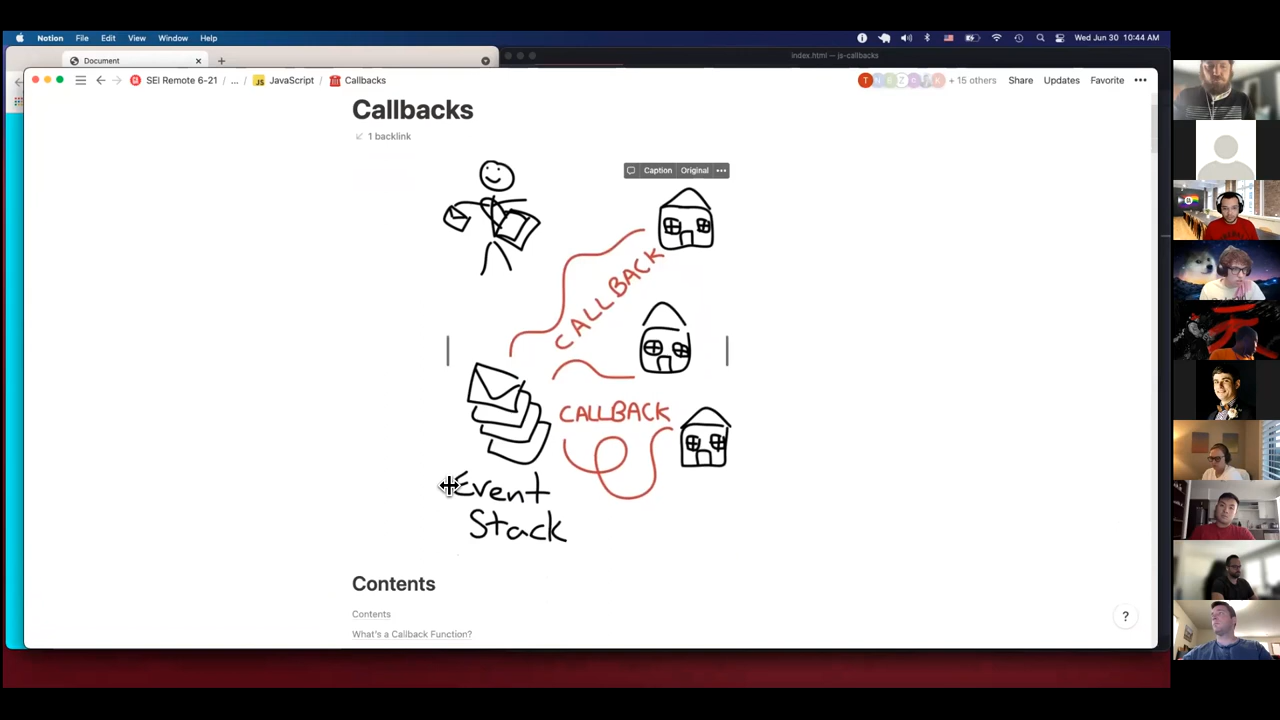 Notion File Edit View Window Help
Wed Jun 30 10:44 AM
Document
index.html — js-callbacks
SEI Remote 6-21 / ... / JavaScript / Callbacks
T N E Z + 15 others Share Updates Favorite
Callbacks
1 backlink
Caption Original
CALLBACK
CALLBACK
Event
Stack
Contents
Contents
What's a Callback Function?
?